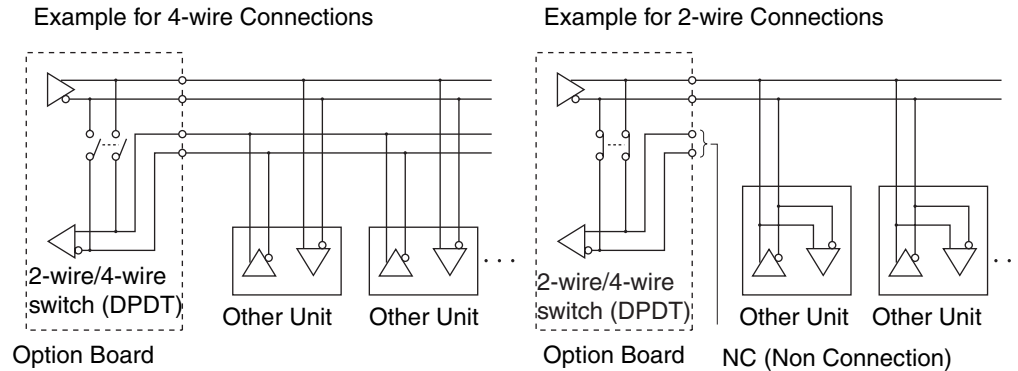 Example for 4-wire Connections
Example for 2-wire Connections
2-wire/4-wire
switch (DPDT)
Other Unit
Other Unit
. . .
Option Board
2-wire/4-wire
switch (DPDT)
Other Unit
Other Unit
. .
Option Board
NC (Non Connection)